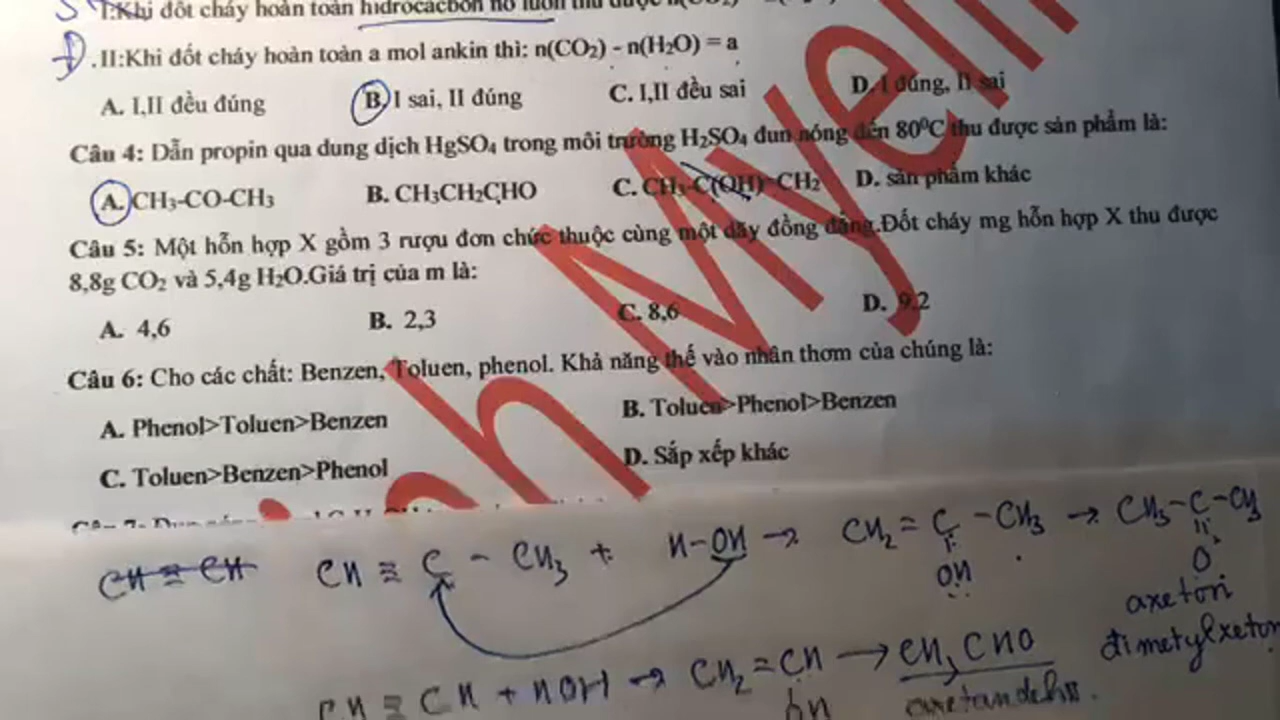 I:Khi đốt cháy hoàn toàn hiđrocacbon no luôn thu được
.II:Khi đốt cháy hoàn toàn a mol ankin thì: n(CO₂) - n(H₂O) = a
A. I,II đều đúng B. I sai, II đúng C. I,II đều sai D. I đúng, II sai
Câu 4: Dẫn propin qua dung dịch HgSO₄ trong môi trường H₂SO₄ đun nóng đến 80⁰C thu được sản phẩm là:
A. CH₃-CO-CH₃ B. CH₃CH₂CHO C. CH₃-C(OH)=CH₂ D. sản phẩm khác
Câu 5: Một hỗn hợp X gồm 3 rượu đơn chức thuộc cùng một dãy đồng đẳng.Đốt cháy mg hỗn hợp X thu được
8,8g CO₂ và 5,4g H₂O.Giá trị của m là:
A. 4,6 B. 2,3 C. 8,6 D. 9,2
Câu 6: Cho các chất: Benzen, Toluen, phenol. Khả năng thế vào nhân thơm của chúng là:
A. Phenol>Toluen>Benzen B. Toluen>Phenol>Benzen
C. Toluen>Benzen>Phenol D. Sắp xếp khác
CH ≡ CH CH ≡ C - CH₃ + H-OH → CH₂ = C - CH₃ → CH₃-C-CH₃
OH O
axeton
đimetylxeton
CH ≡ CH + HOH → CH₂ = CH → CH₃CHO
OH